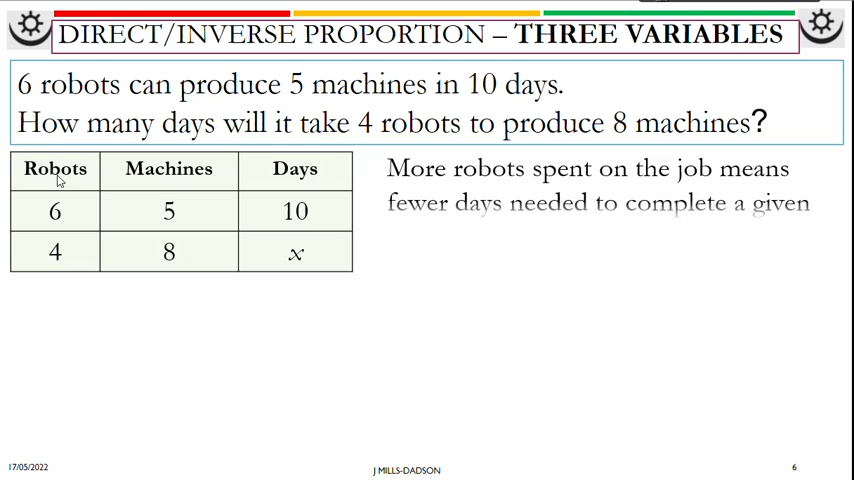 DIRECT/INVERSE PROPORTION – THREE VARIABLES
6 robots can produce 5 machines in 10 days.
How many days will it take 4 robots to produce 8 machines?
Robots Machines Days
6 5 10
4 8 x
More robots spent on the job means
fewer days needed to complete a given
17/05/2022
J MILLS-DADSON
6